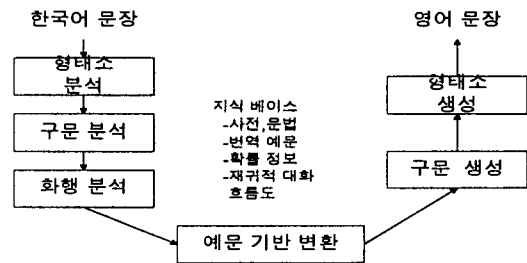 한국어 문장
형태소
분석
구문 분석
화행 분석
지식 베이스
-사전,문법
-번역 예문
-확률 정보
-재귀적 대화
흐름도
예문 기반 변환
영어 문장
형태소
생성
구문 생성